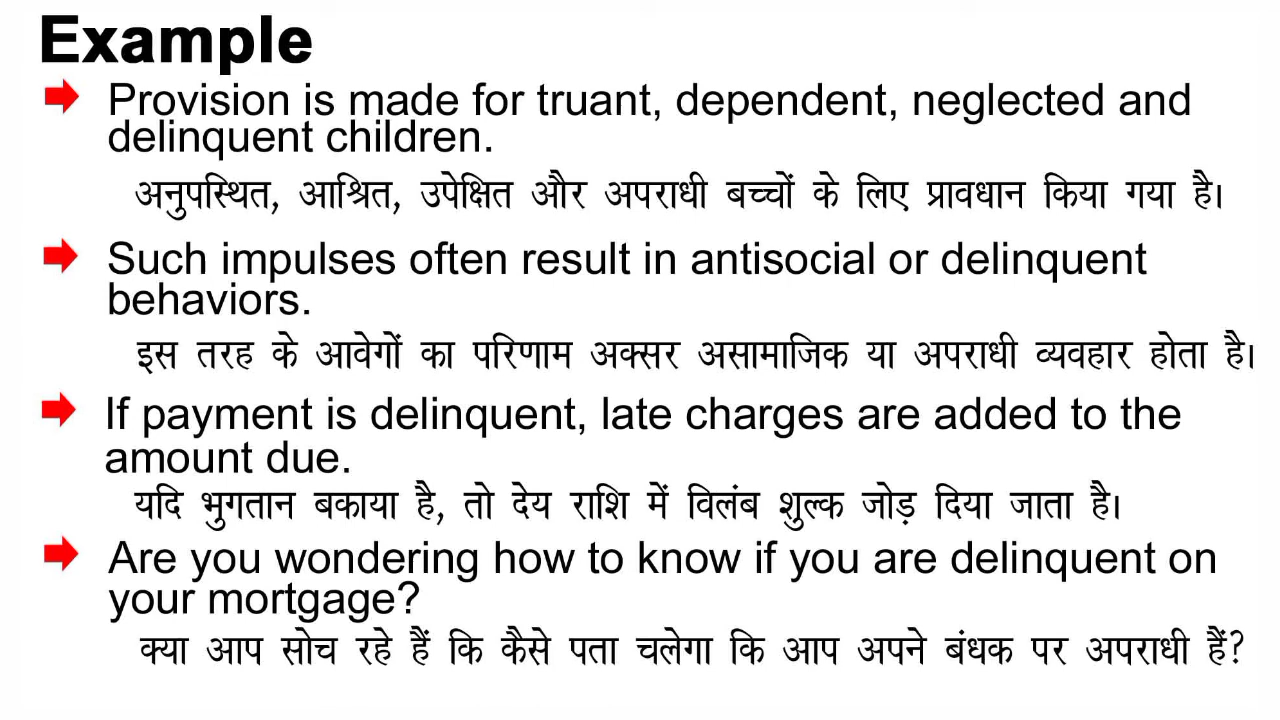 Example
Provision is made for truant, dependent, neglected and
delinquent children.
अनुपस्थित, आश्रित, उपेक्षित और अपराधी बच्चों के लिए प्रावधान किया गया है।
Such impulses often result in antisocial or delinquent
behaviors.
इस तरह के आवेगों का परिणाम अक्सर असामाजिक या अपराधी व्यवहार होता है।
If payment is delinquent, late charges are added to the
amount due.
यदि भुगतान बकाया है, तो देय राशि में विलंब शुल्क जोड़ दिया जाता है।
Are you wondering how to know if you are delinquent on
your mortgage?
क्या आप सोच रहे हैं कि कैसे पता चलेगा कि आप अपने बंधक पर अपराधी हैं?